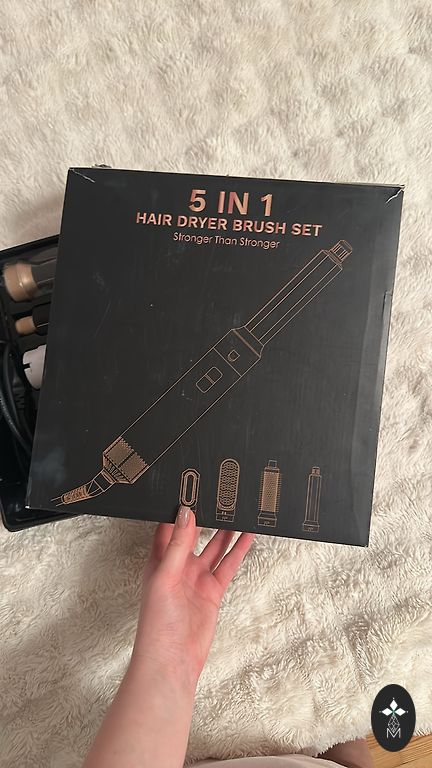 5 IN 1
HAIR DRYER BRUSH SET
Stronger Than Stronger
M